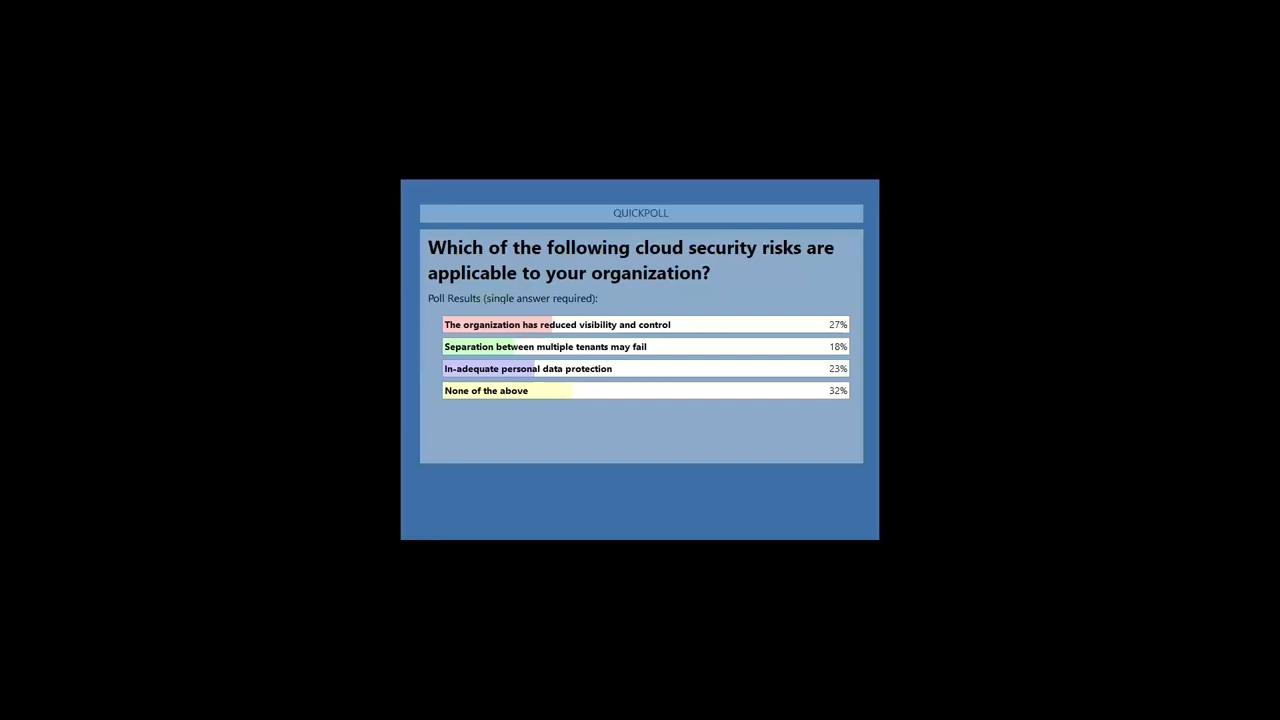 QUICKPOLL
Which of the following cloud security risks are
applicable to your organization?
Poll Results (single answer required):
The organization has reduced visibility and control 27%
Separation between multiple tenants may fail 18%
In-adequate personal data protection 23%
None of the above 32%